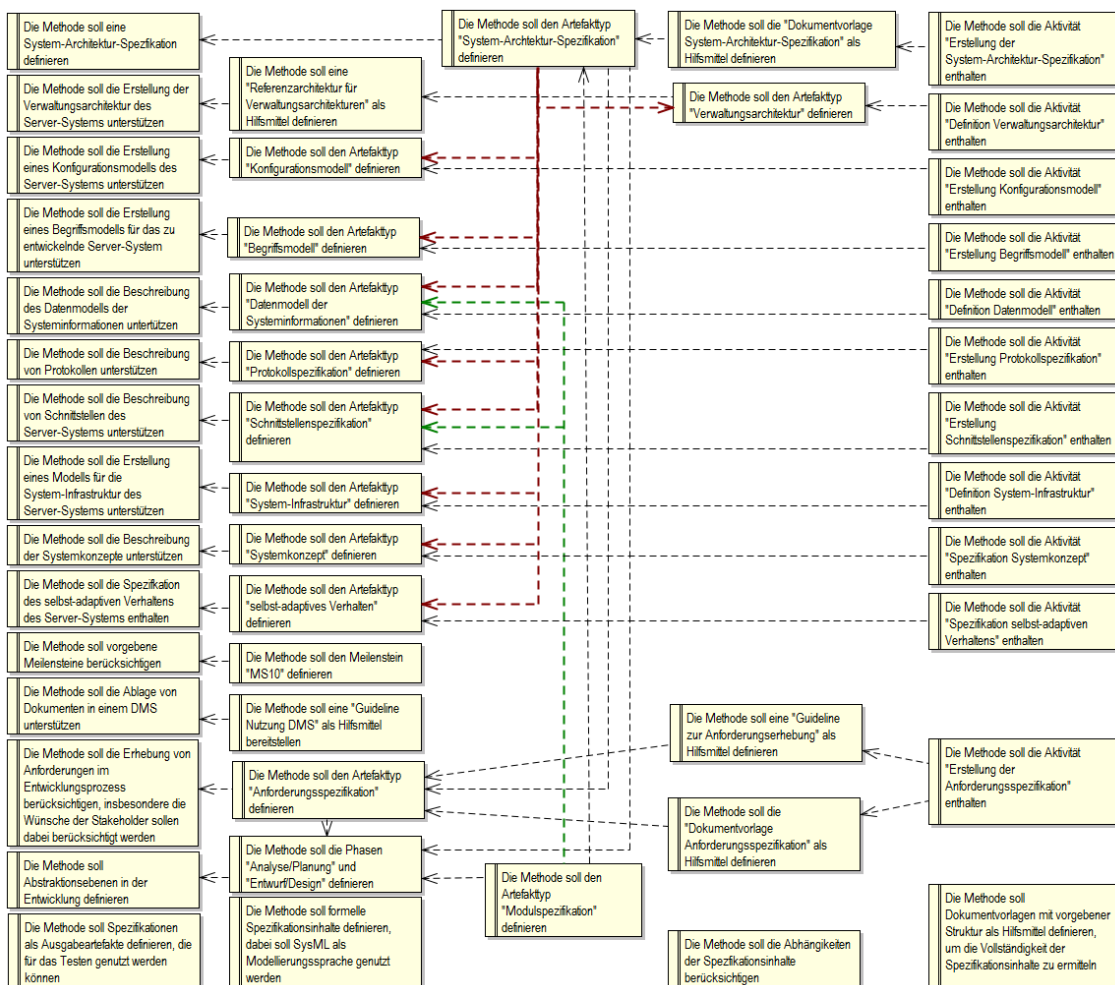 Die Methode soll eine
System-Architektur-Spezifikation
definieren
Die Methode soll die Erstellung der
Verwaltungsarchitektur des
Server-Systems unterstützen
Die Methode soll die Erstellung
eines Konfigurationsmodells des
Server-Systems unterstützen
Die Methode soll die Erstellung
eines Begriffsmodells für das zu
entwickelnde Server-System
unterstützen
Die Methode soll die Beschreibung
des Datenmodells der
Systeminformationen untertützen
Die Methode soll die Beschreibung
von Protokollen unterstützen
Die Methode soll die Beschreibung
von Schnittstellen des
Server-Systems unterstützen
Die Methode soll die Erstellung
eines Modells für die
System-Infrastruktur des
Server-Systems unterstützen
Die Methode soll die Beschreibung
der Systemkonzepte unterstützen
Die Methode soll die Spezifkation
des selbst-adaptiven Verhaltens
des Server-Systems enthalten
Die Methode soll vorgebene
Meilensteine berücksichtigen
Die Methode soll die Ablage von
Dokumenten in einem DMS
unterstützen
Die Methode soll die Erhebung von
Anforderungen im
Entwicklungsprozess
berücksichtigen, insbesondere die
Wünsche der Stakeholder sollen
dabei berücksichtigt werden
Die Methode soll
Abstraktionsebenen in der
Entwicklung definieren
Die Methode soll Spezifikationen
als Ausgabeartefakte definieren, die
für das Testen genutzt werden
können
Die Methode soll eine
"Referenzarchitektur für
Verwaltungsarchitekturen" als
Hilfsmittel definieren
Die Methode soll den Artefakttyp
"Konfigurationsmodell" definieren
Die Methode soll den Artefakttyp
"Begriffsmodell" definieren
Die Methode soll den Artefakttyp
"Datenmodell der
Systeminformationen" definieren
Die Methode soll den Artefakttyp
"Protokollspezifikation" definieren
Die Methode soll den Artefakttyp
"Schnittstellenspezifikation"
definieren
Die Methode soll den Artefakttyp
"System-Infrastruktur" definieren
Die Methode soll den Artefakttyp
"Systemkonzept" definieren
Die Methode soll den Artefakttyp
"selbst-adaptives Verhalten"
definieren
Die Methode soll den Meilenstein
"MS10" definieren
Die Methode soll eine "Guideline
Nutzung DMS" als Hilfsmittel
bereitstellen
Die Methode soll den Artefakttyp
"Anforderungsspezifikation"
definieren
Die Methode soll die Phasen
"Analyse/Planung" und
"Entwurf/Design" definieren
Die Methode soll formelle
Spezifikationsinhalte definieren,
dabei soll SysML als
Modellierungssprache genutzt
werden
Die Methode soll den Artefakttyp
"System-Archtektur-Spezifikation"
definieren
Die Methode soll den
Artefakttyp
"Modulspezifikation"
definieren
Die Methode soll die "Dokumentvorlage
System-Architektur-Spezifikation" als
Hilfsmittel definieren
Die Methode soll den Artefakttyp
"Verwaltungsarchitektur" definieren
Die Methode soll eine "Guideline
zur Anforderungserhebung" als
Hilfsmittel definieren
Die Methode soll die
"Dokumentvorlage
Anforderungsspezifikation" als
Hilfsmittel definieren
Die Methode soll die Abhängikeiten
der Spezfikationsinhalte
berücksichtigen
Die Methode soll die Aktivität
"Erstellung der
System-Architektur-Spezifikation"
enthalten
Die Methode soll die Aktivität
"Definition Verwaltungsarchitektur"
enthalten
Die Methode soll die Aktivität
"Erstellung Konfigurationsmodell"
enthalten
Die Methode soll die Aktivität
"Erstellung Begriffsmodell" enthalten
Die Methode soll die Aktivität
"Definition Datenmodell" enthalten
Die Methode soll die Aktivität
"Erstellung Protokollspezifikation"
enthalten
Die Methode soll die Aktivität
"Erstellung
Schnittstellenspezifikation" enthalten
Die Methode soll die Aktivität
"Definition System-Infrastruktur"
enthalten
Die Methode soll die Aktivität
"Spezifikation Systemkonzept"
enthalten
Die Methode soll die Aktivität
"Spezifikation selbst-adaptiven
Verhaltens" enthalten
Die Methode soll die Aktivität
"Erstellung der
Anforderungsspezifikation"
enthalten
Die Methode soll
Dokumentvorlagen mit vorgebener
Struktur als Hilfsmittel definieren,
um die Vollständigkeit der
Spezifikationsinhalte zu ermitteln